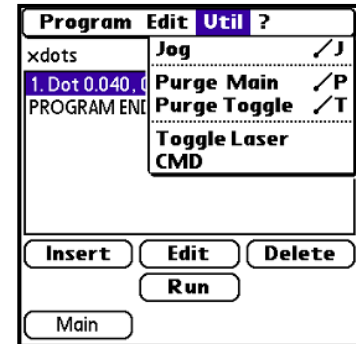 Program Edit Util ?
xdots
Jog ⁄J
1. Dot 0.040, 0
Purge Main ⁄P
PROGRAM END
Purge Toggle ⁄T
Toggle Laser
CMD
Insert Edit Delete
Run
Main